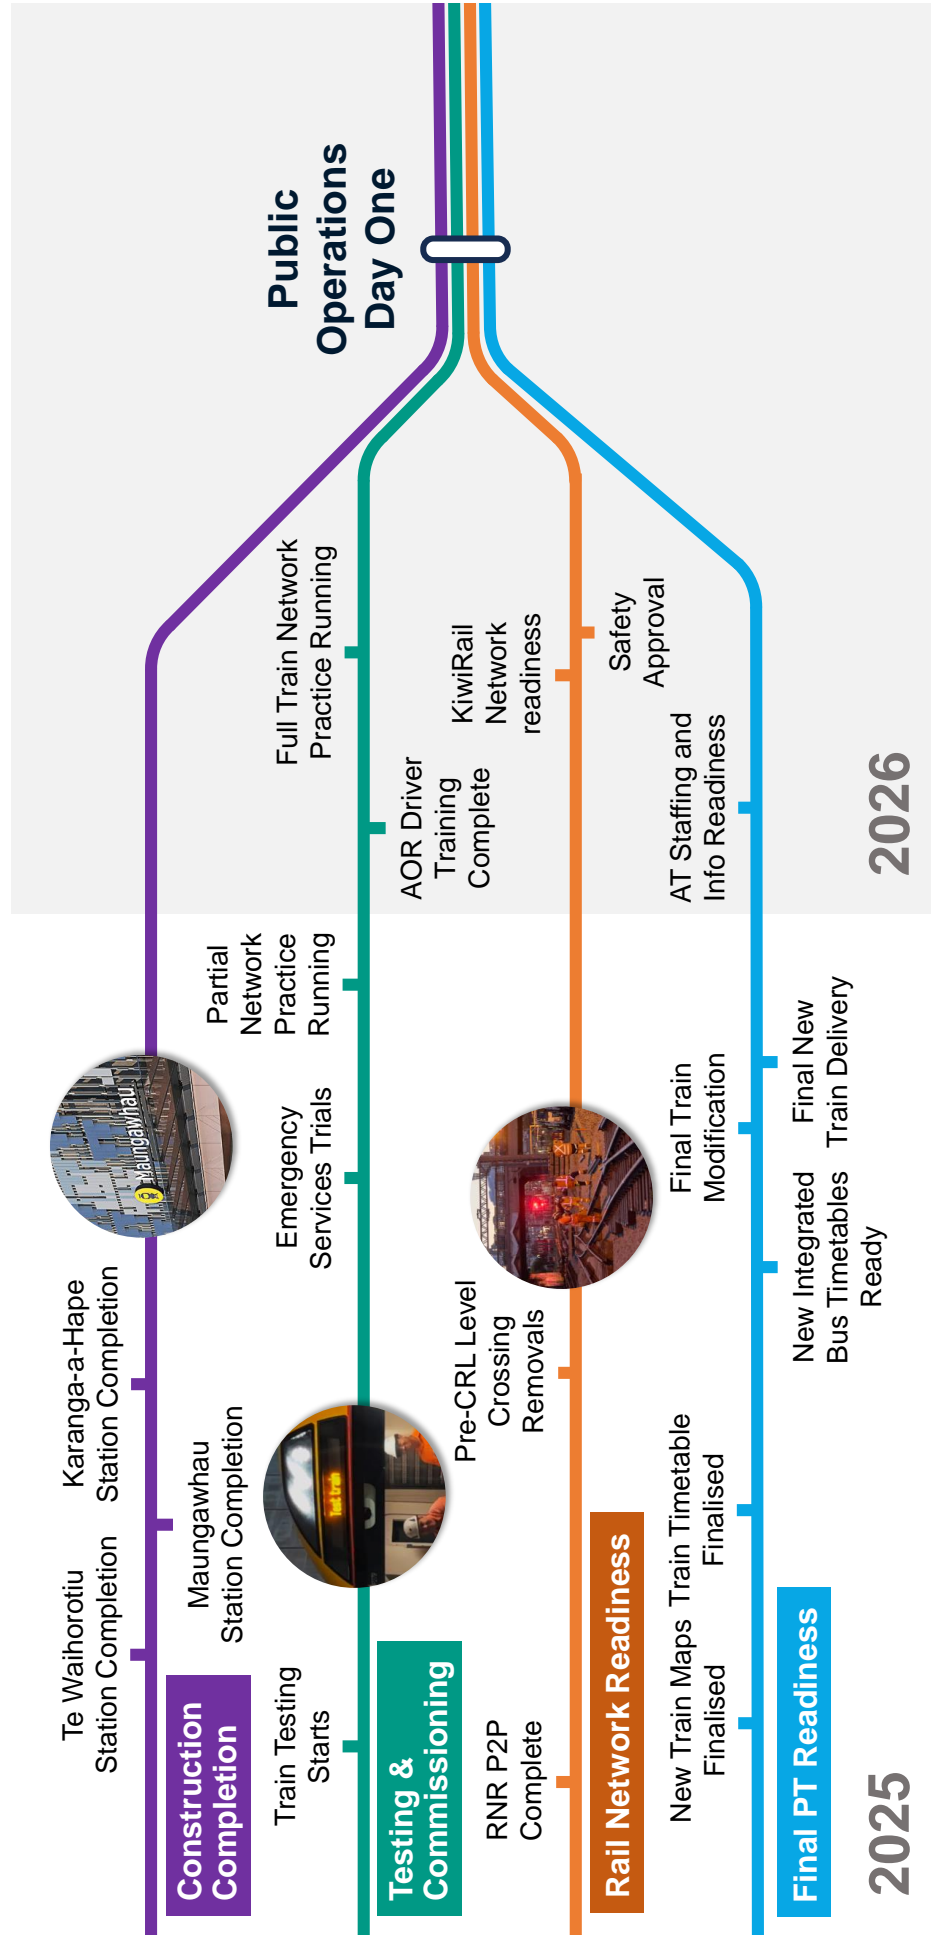 Te Waihorotiu
Station Completion
Karanga-a-Hape
Station Completion
Maungawhau
Maungawhau
Station Completion
Construction
Completion
Train Testing
Starts
Test train
Emergency
Services Trials
Partial
Network
Practice
Running
Full Train Network
Practice Running
AOR Driver
Training
Complete
Testing &
Commissioning
Public
Operations
Day One
RNR P2P
Complete
Pre-CRL Level
Crossing
Removals
KiwiRail
Network
readiness
Safety
Approval
Rail Network Readiness
New Train Maps
Finalised
Train Timetable
Finalised
Final Train
Modification
AT Staffing and
Info Readiness
New Integrated
Bus Timetables
Ready
Final New
Train Delivery
Final PT Readiness
2025
2026